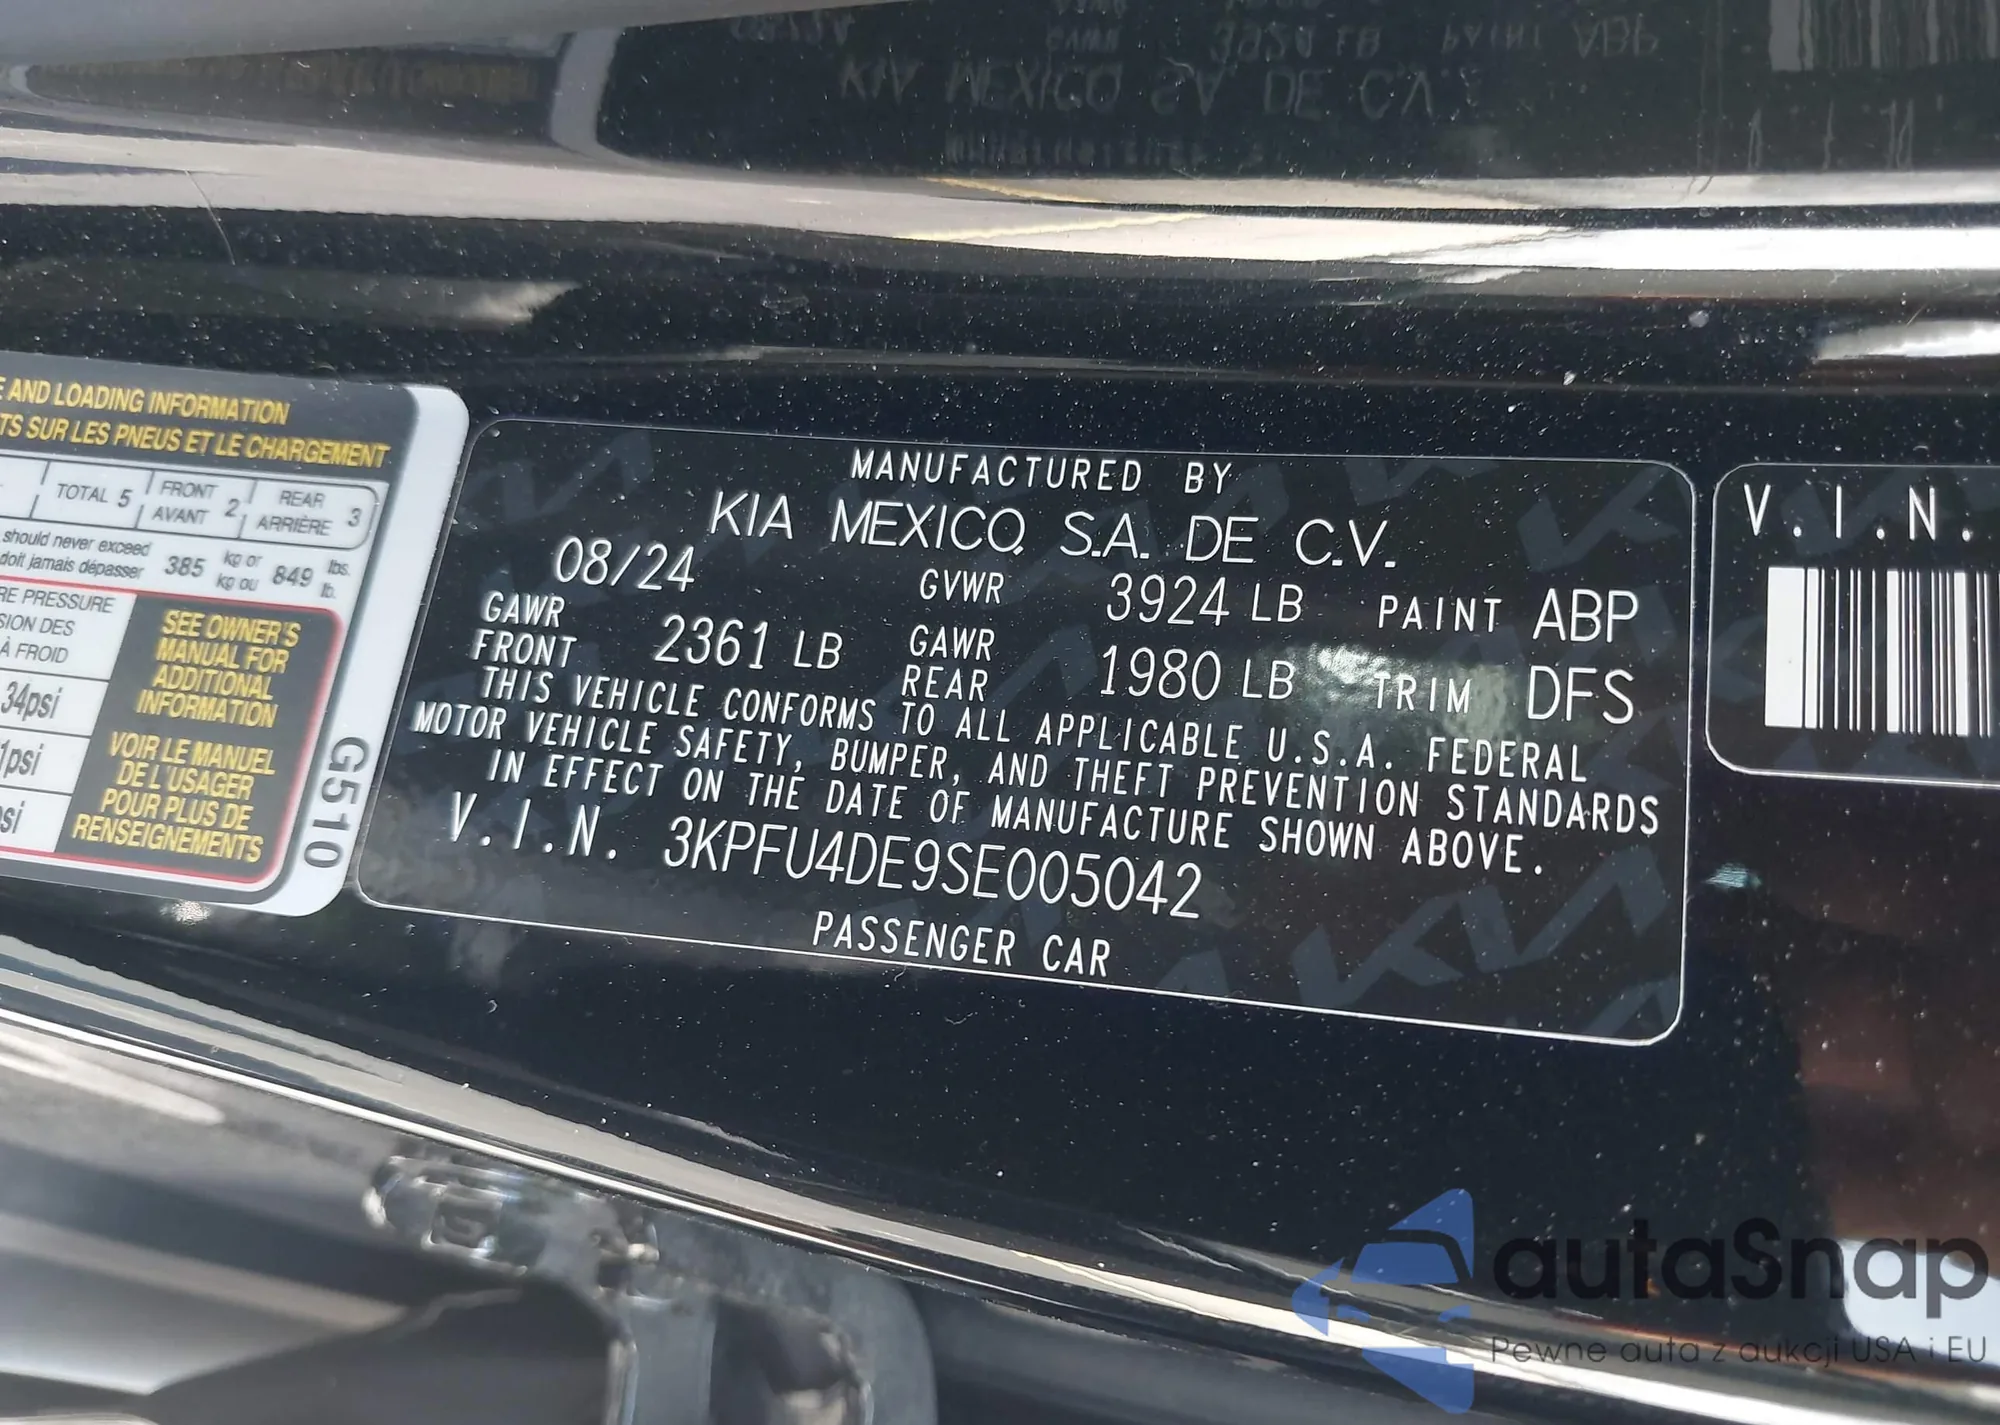 E AND LOADING INFORMATION
TS SUR LES PNEUS ET LE CHARGEMENT
TOTAL 5 FRONT AVANT 2 REAR ARRIÈRE 3
should never exceed
doit jamais dépasser 385 kg or kg ou 849 lbs. lb.
RE PRESSURE
SION DES
À FROID
34psi
1psi
psi
SEE OWNER'S
MANUAL FOR
ADDITIONAL
INFORMATION
VOIR LE MANUEL
DE L'USAGER
POUR PLUS DE
RENSEIGNEMENTS
G510
MANUFACTURED BY
KIA MEXICO, S.A. DE C.V.
08/24 GVWR 3924 LB PAINT ABP
GAWR FRONT 2361 LB GAWR REAR 1980 LB TRIM DFS
THIS VEHICLE CONFORMS TO ALL APPLICABLE U.S.A. FEDERAL
MOTOR VEHICLE SAFETY, BUMPER, AND THEFT PREVENTION STANDARDS
IN EFFECT ON THE DATE OF MANUFACTURE SHOWN ABOVE.
V.I.N. 3KPFU4DE9SE005042
PASSENGER CAR
V.I.N.
autaSnap
Pewne auta z aukcji USA i EU